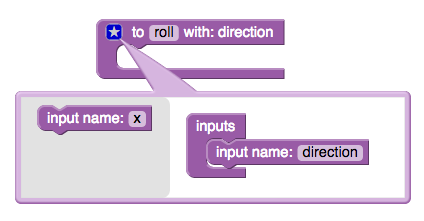 to roll with: direction
input name: x
inputs
input name: direction